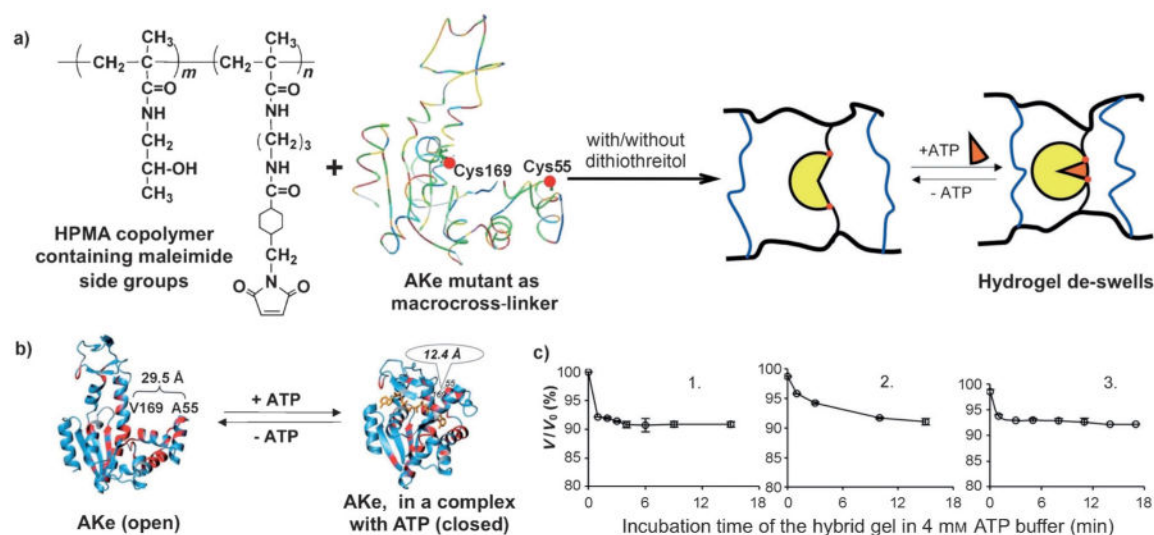 a)
CH₃
CH₃
(CH₂–C)m (CH₂–C)n
C=O
C=O
NH
NH
CH₂
(CH₂)₃
CH-OH
NH
CH₃
C=O
CH₂
N
O
O
HPMA copolymer
containing maleimide
side groups
+
Cys169
Cys55
AKe mutant as
macrocross-linker
with/without
dithiothreitol
+ATP
- ATP
Hydrogel de-swells
b)
29.5 Å
V169 A55
AKe (open)
+ ATP
- ATP
12.4 Å
55
AKe, in a complex
with ATP (closed)
c)
V/V₀ (%)
100
95
90
85
80
0 6 12 18
1.
100
95
90
85
80
0 6 12 18
2.
100
95
90
85
80
0 6 12 18
3.
Incubation time of the hybrid gel in 4 mM ATP buffer (min)